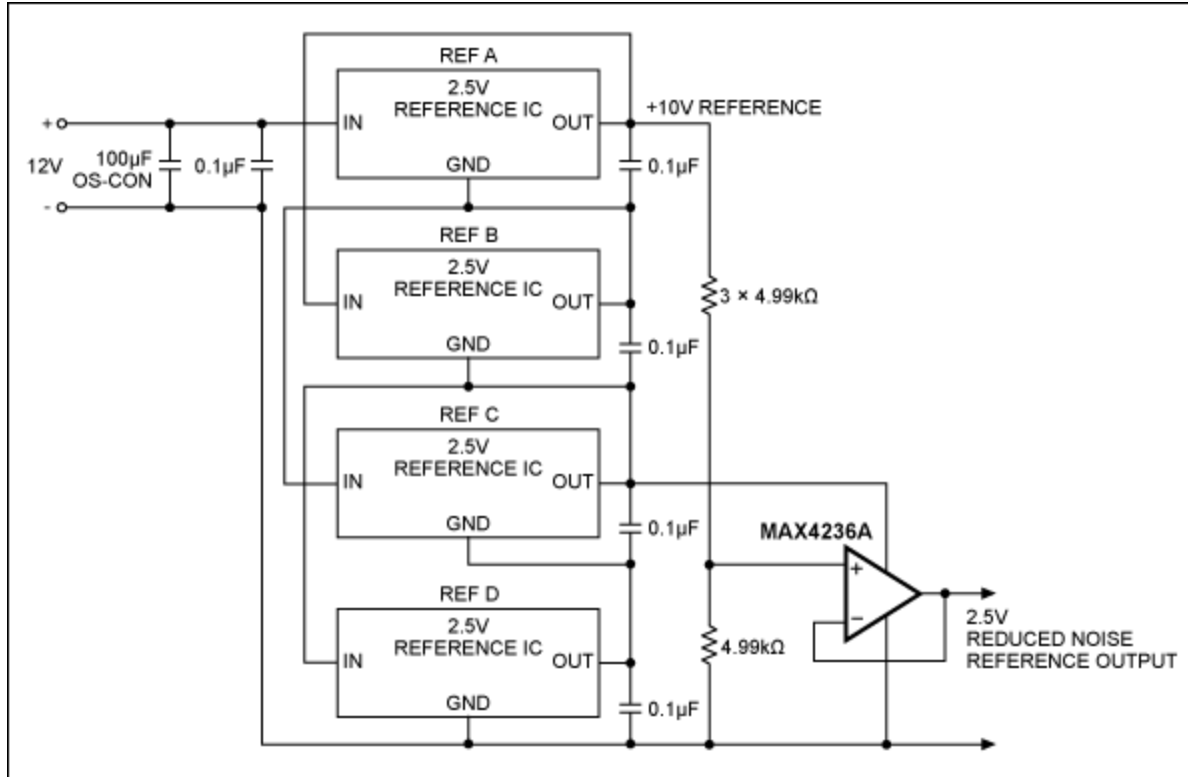 REF A
2.5V
REFERENCE IC
IN
OUT
GND
+10V REFERENCE
+
12V
-
100µF
OS-CON
0.1µF
0.1µF
REF B
2.5V
REFERENCE IC
IN
OUT
GND
3 × 4.99kΩ
0.1µF
REF C
2.5V
REFERENCE IC
IN
OUT
GND
0.1µF
MAX4236A
+
−
REF D
2.5V
REFERENCE IC
IN
OUT
GND
4.99kΩ
0.1µF
2.5V
REDUCED NOISE
REFERENCE OUTPUT